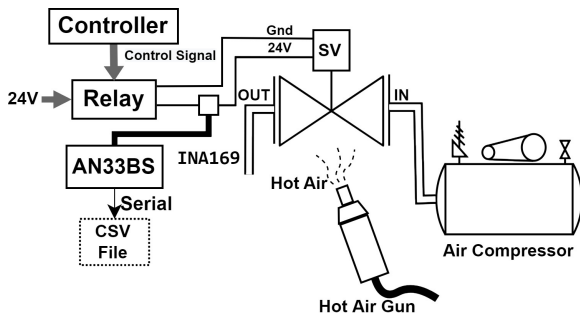 Controller
Control Signal
Gnd
24V
SV
24V
Relay
OUT
IN
INA169
AN33BS
Hot Air
Serial
CSV
File
Air Compressor
Hot Air Gun